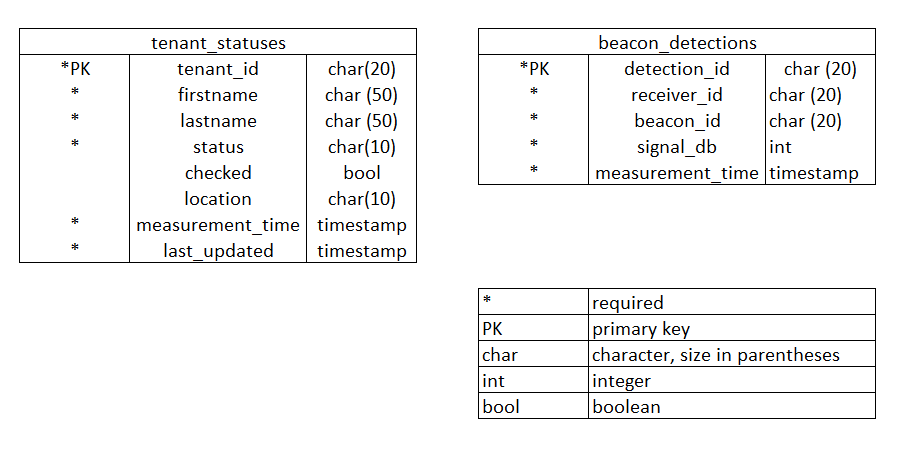 tenant_statuses
*PK tenant_id char(20)
* firstname char (50)
* lastname char (50)
* status char(10)
checked bool
location char(10)
* measurement_time timestamp
* last_updated timestamp
beacon_detections
*PK detection_id char (20)
* receiver_id char (20)
* beacon_id char (20)
* signal_db int
* measurement_time timestamp
* required
PK primary key
char character, size in parentheses
int integer
bool boolean